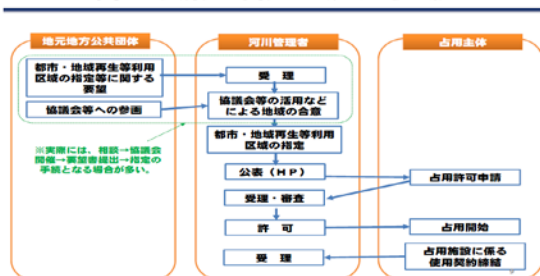 地元地方公共団体
河川管理者
占用主体
都市・地域再生等利用
区域の指定等に関する
要望
受 理
協議会等への参画
協議会等の活用など
による地域の合意
※実際には、相談→協議会
開催→要望書提出→指定の
手続となる場合が多い。
都市・地域再生等利用
区域の指定
公表(HP)
占用許可申請
受理・審査
許 可
占用開始
受 理
占用施設に係る
使用契約締結